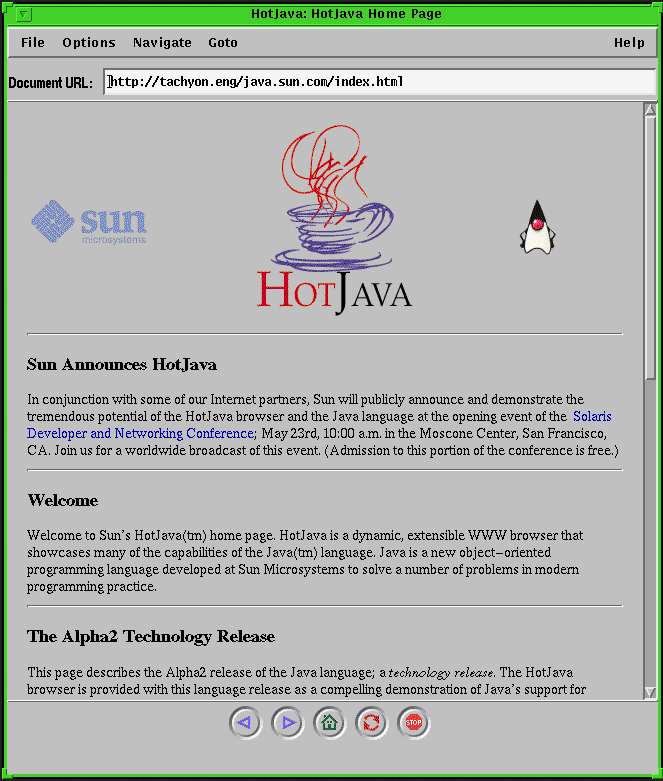 HotJava: HotJava Home Page
File Options Navigate Goto Help
Document URL: http://tachyon.eng/java.sun.com/index.html
sun
microsystems
HotJava
Sun Announces HotJava
In conjunction with some of our Internet partners, Sun will publicly announce and demonstrate the
tremendous potential of the HotJava browser and the Java language at the opening event of the Solaris
Developer and Networking Conference; May 23rd, 10:00 a.m. in the Moscone Center, San Francisco,
CA. Join us for a worldwide broadcast of this event. (Admission to this portion of the conference is free.)
Welcome
Welcome to Sun's HotJava(tm) home page. HotJava is a dynamic, extensible WWW browser that
showcases many of the capabilities of the Java(tm) language. Java is a new object-oriented
programming language developed at Sun Microsystems to solve a number of problems in modern
programming practice.
The Alpha2 Technology Release
This page describes the Alpha2 release of the Java language; a technology release. The HotJava
browser is provided with this language release as a compelling demonstration of Java's support for
STOP